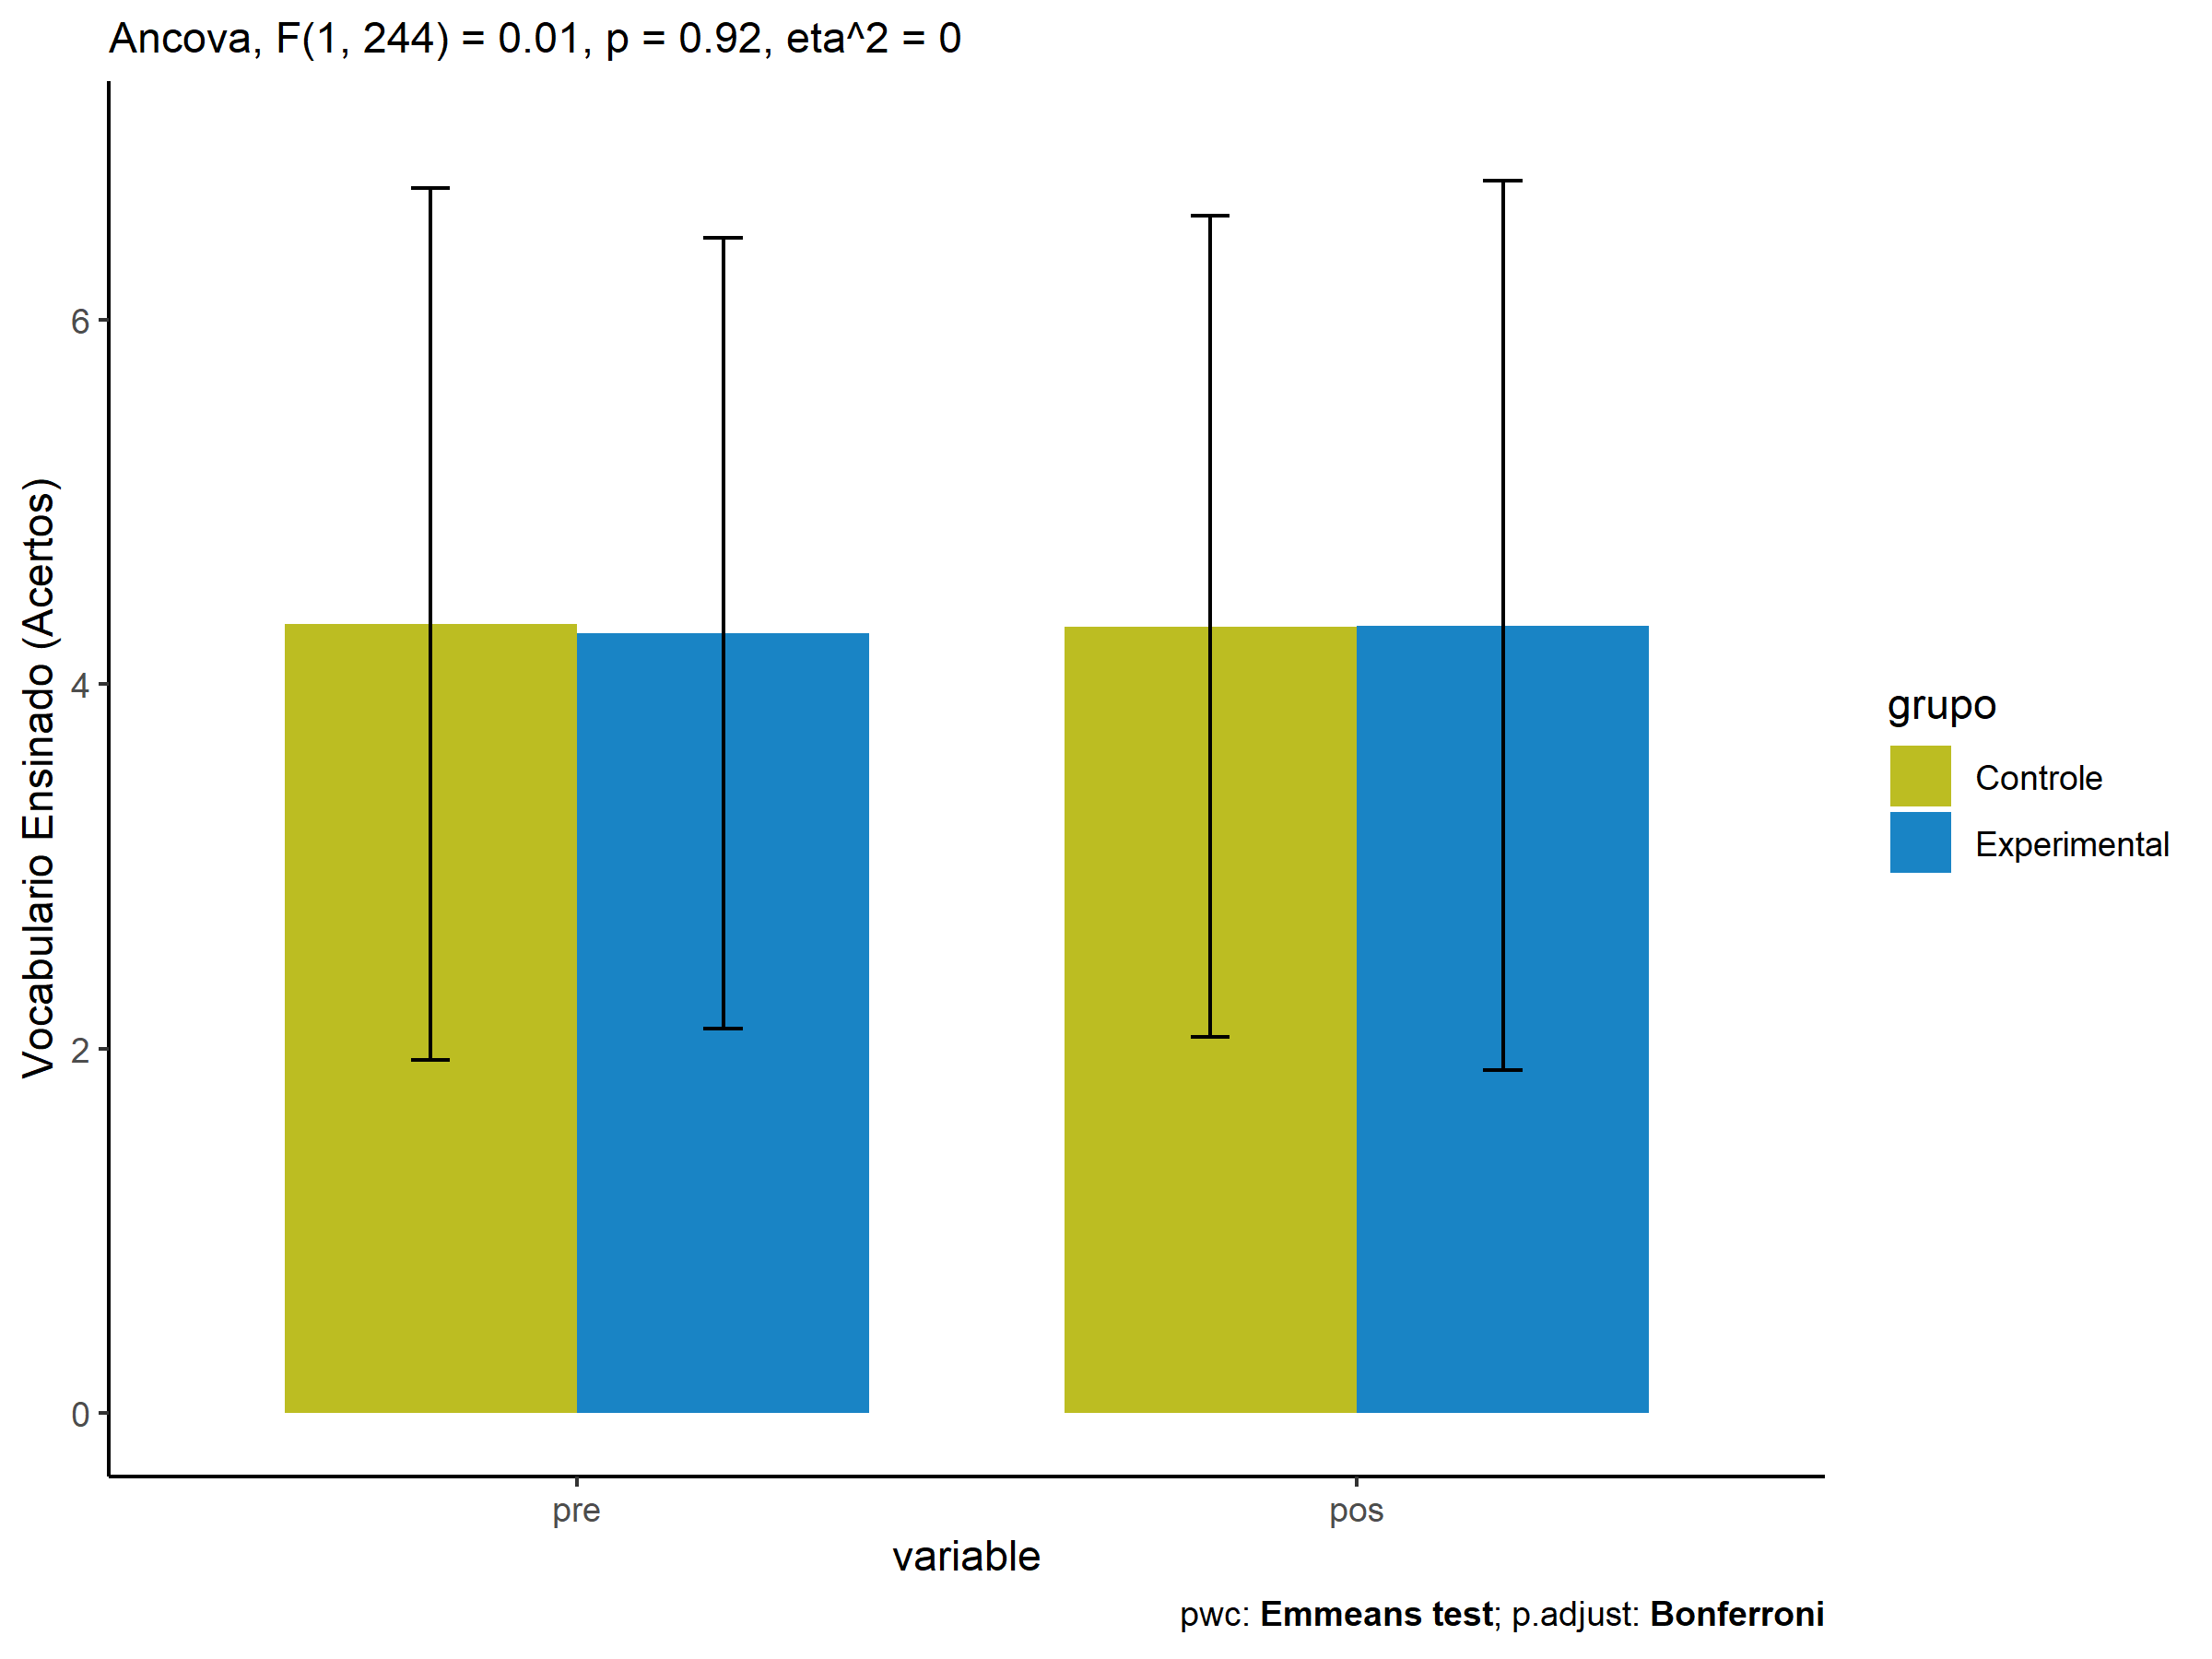 Ancova, F(1, 244) = 0.01, p = 0.92, eta^2 = 0
Vocabulario Ensinado (Acertos)
6
4
2
0
pre
pos
variable
grupo
Controle
Experimental
pwc: Emmeans test; p.adjust: Bonferroni